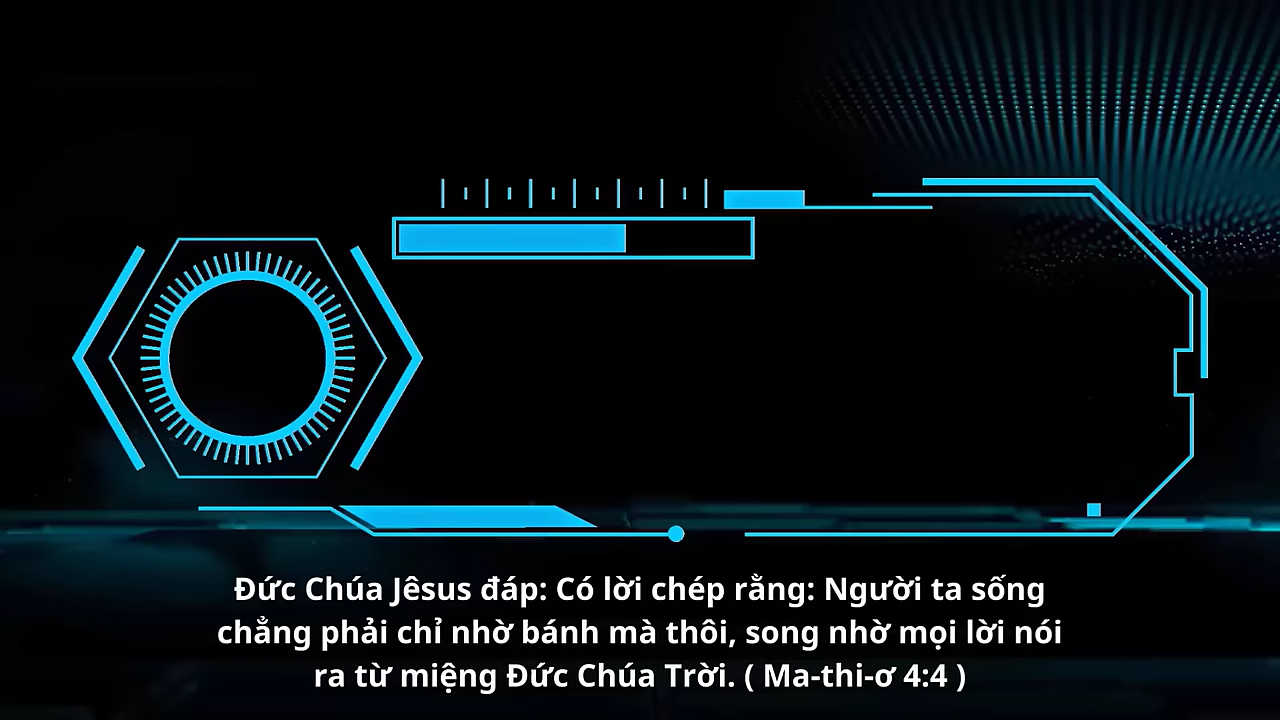 Đức Chúa Jêsus đáp: Có lời chép rằng: Người ta sống
chẳng phải chỉ nhờ bánh mà thôi, song nhờ mọi lời nói
ra từ miệng Đức Chúa Trời. ( Ma-thi-ơ 4:4 )